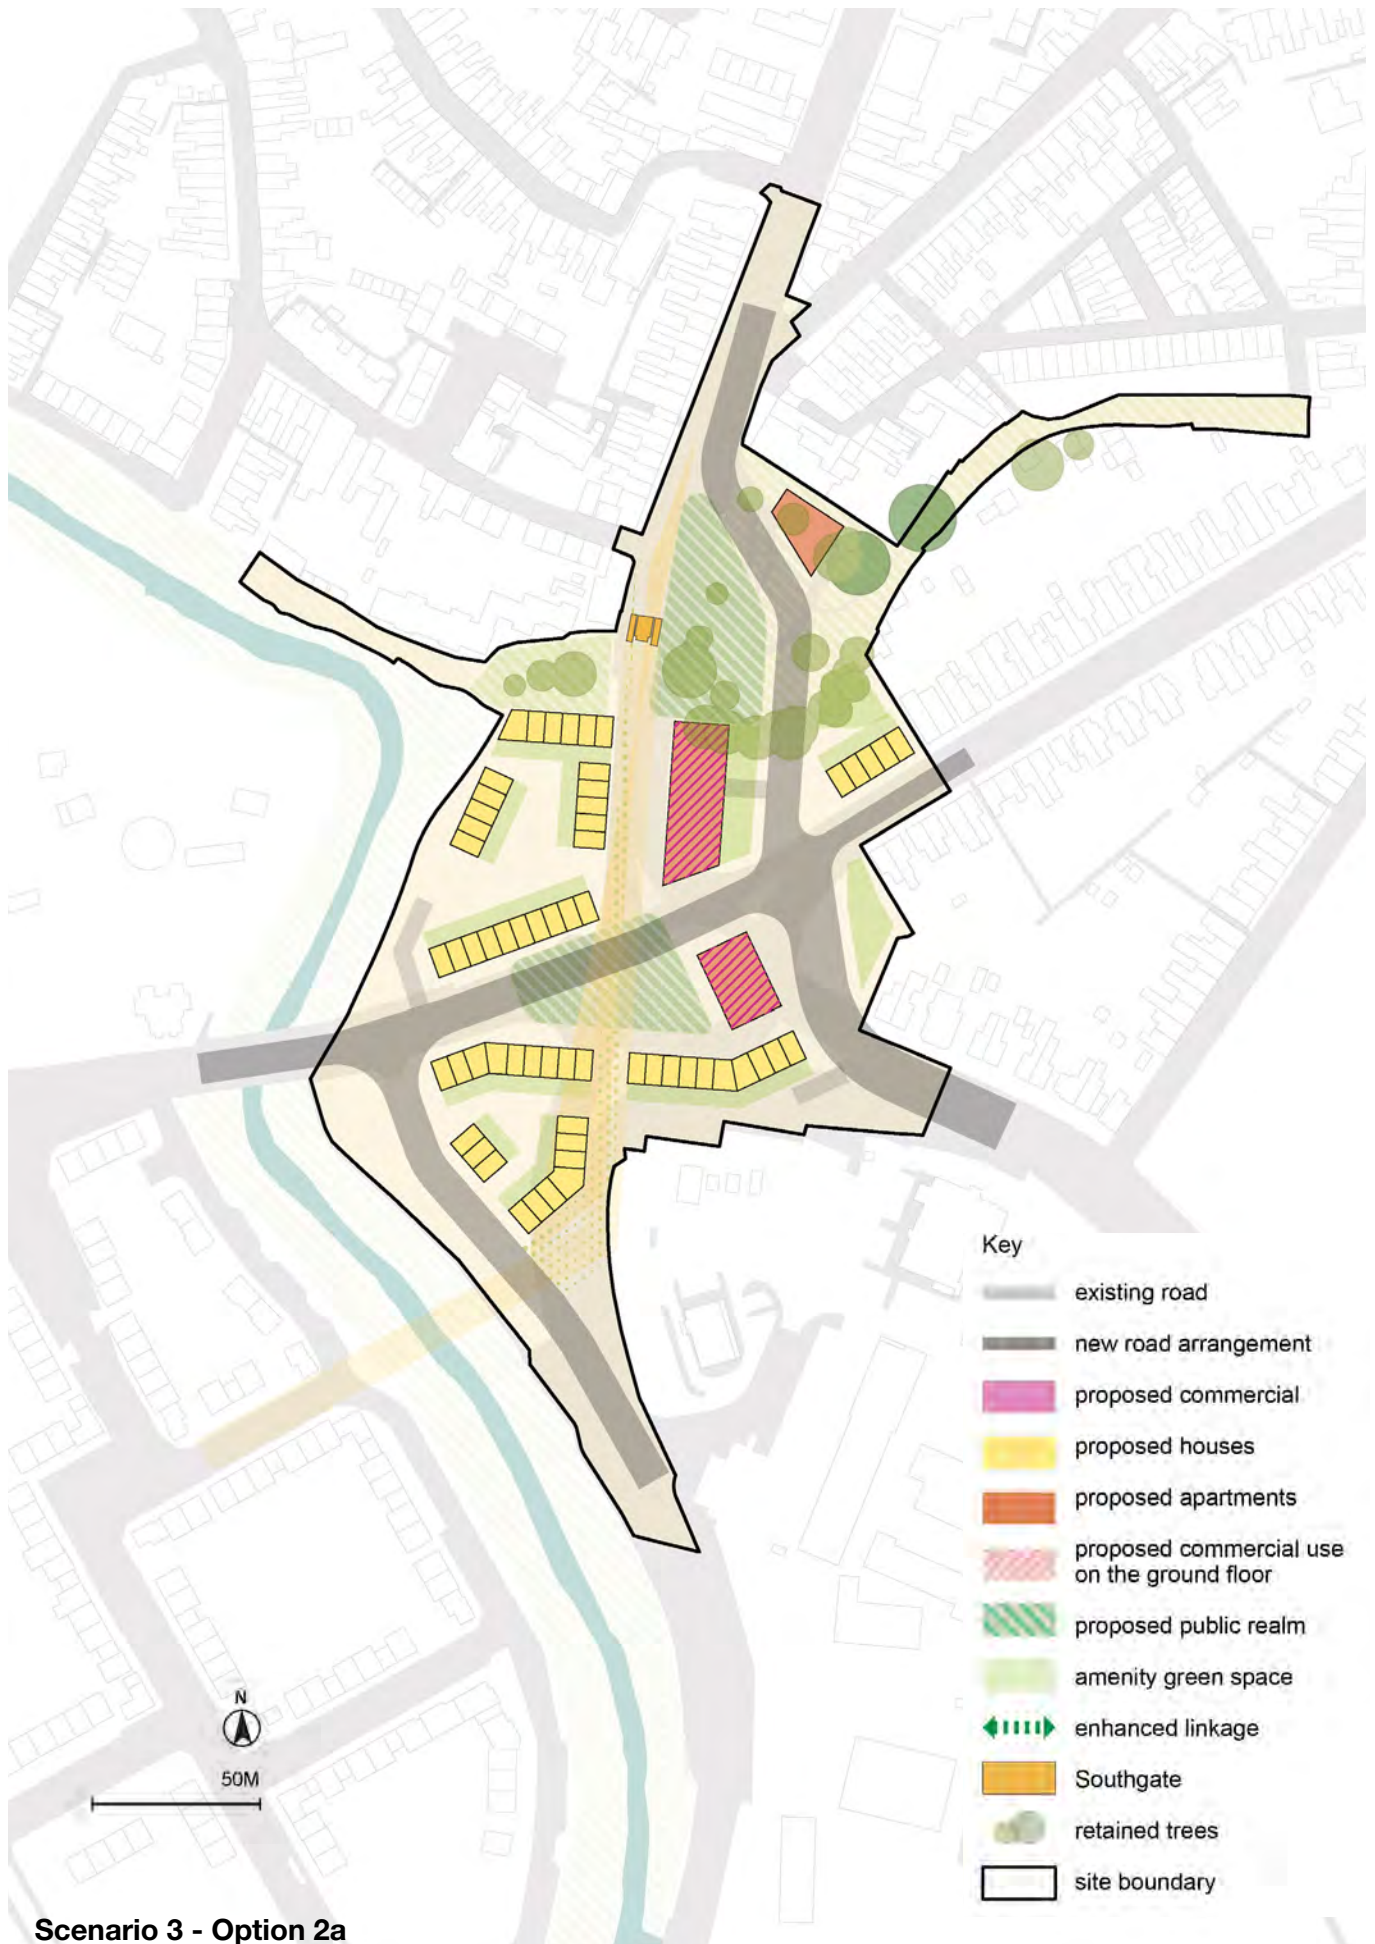 Key
existing road
new road arrangement
proposed commercial
proposed houses
proposed apartments
proposed commercial use
on the ground floor
proposed public realm
amenity green space
enhanced linkage
Southgate
retained trees
site boundary
N
50M
Scenario 3 - Option 2a